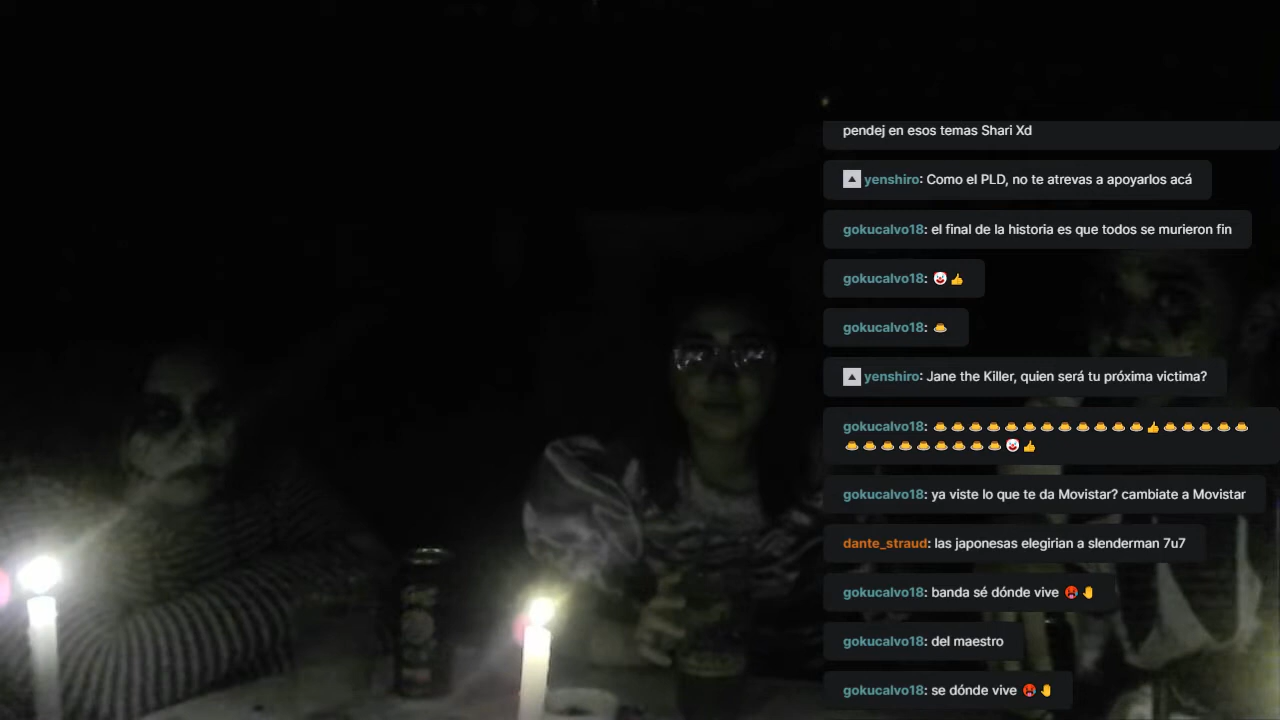 pendej en esos temas Shari Xd
yenshiro: Como el PLD, no te atrevas a apoyarlos acá
gokucalvo18: el final de la historia es que todos se murieron fin
gokucalvo18: 🤡👍
gokucalvo18: 🍮
yenshiro: Jane the Killer, quien será tu próxima victima?
gokucalvo18: 🍮🍮🍮🍮🍮🍮🍮🍮🍮🍮🍮🍮👍🍮🍮🍮🍮🍮
🍮🍮🍮🍮🍮🍮🍮🍮🍮🤡👍
gokucalvo18: ya viste lo que te da Movistar? cambiate a Movistar
dante_straud: las japonesas elegirian a slenderman 7u7
gokucalvo18: banda sé dónde vive 🥵🤚
gokucalvo18: del maestro
gokucalvo18: se dónde vive 🥵🤚